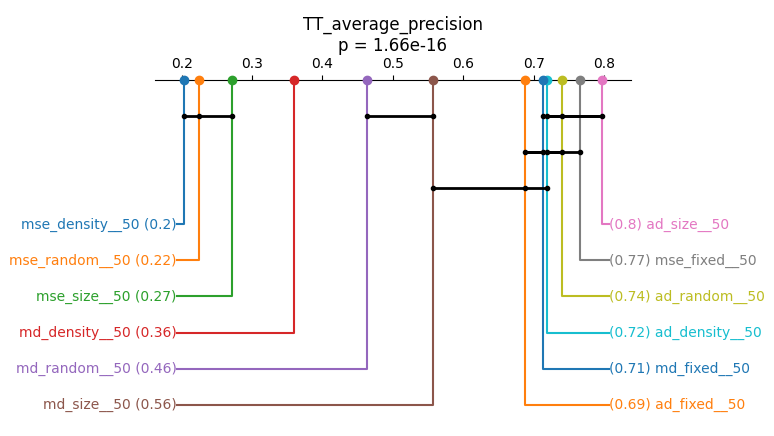 TT_average_precision
p = 1.66e-16
0.2 0.3 0.4 0.5 0.6 0.7 0.8
mse_density__50 (0.2)
(0.8) ad_size__50
mse_random__50 (0.22)
(0.77) mse_fixed__50
mse_size__50 (0.27)
(0.74) ad_random__50
md_density__50 (0.36)
(0.72) ad_density__50
md_random__50 (0.46)
(0.71) md_fixed__50
md_size__50 (0.56)
(0.69) ad_fixed__50